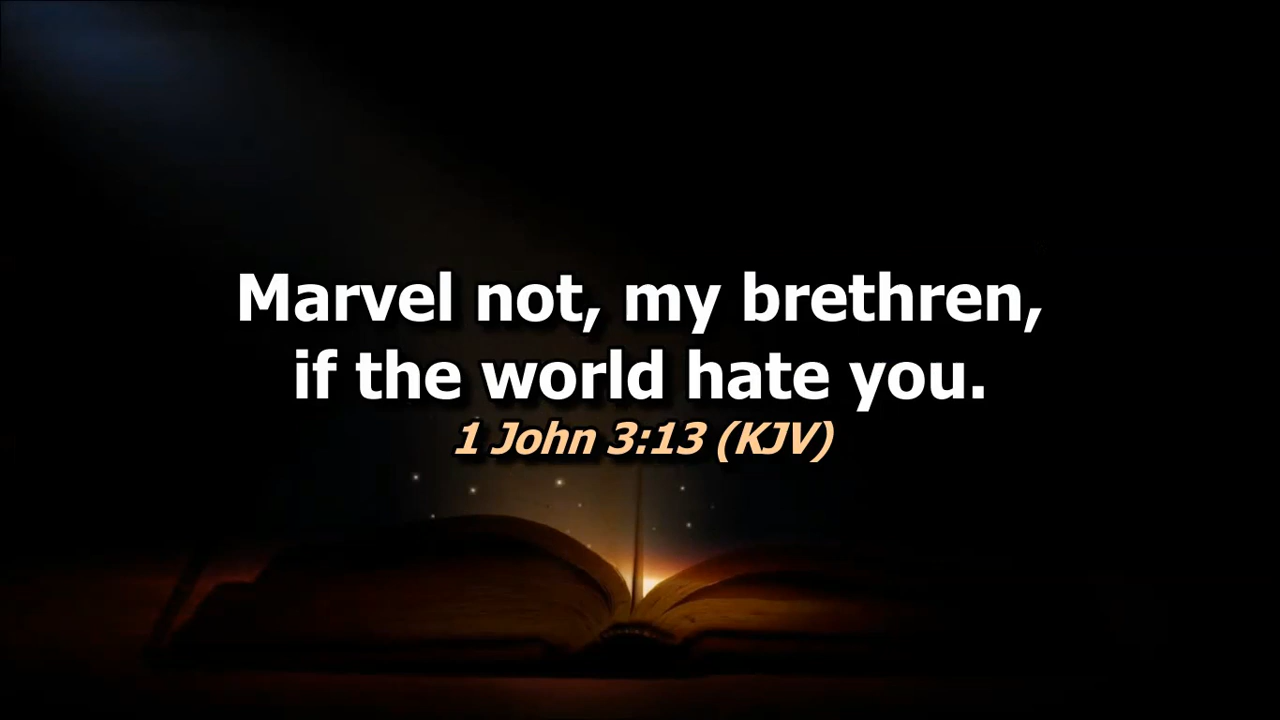 Marvel not, my brethren,
if the world hate you.
1 John 3:13 (KJV)